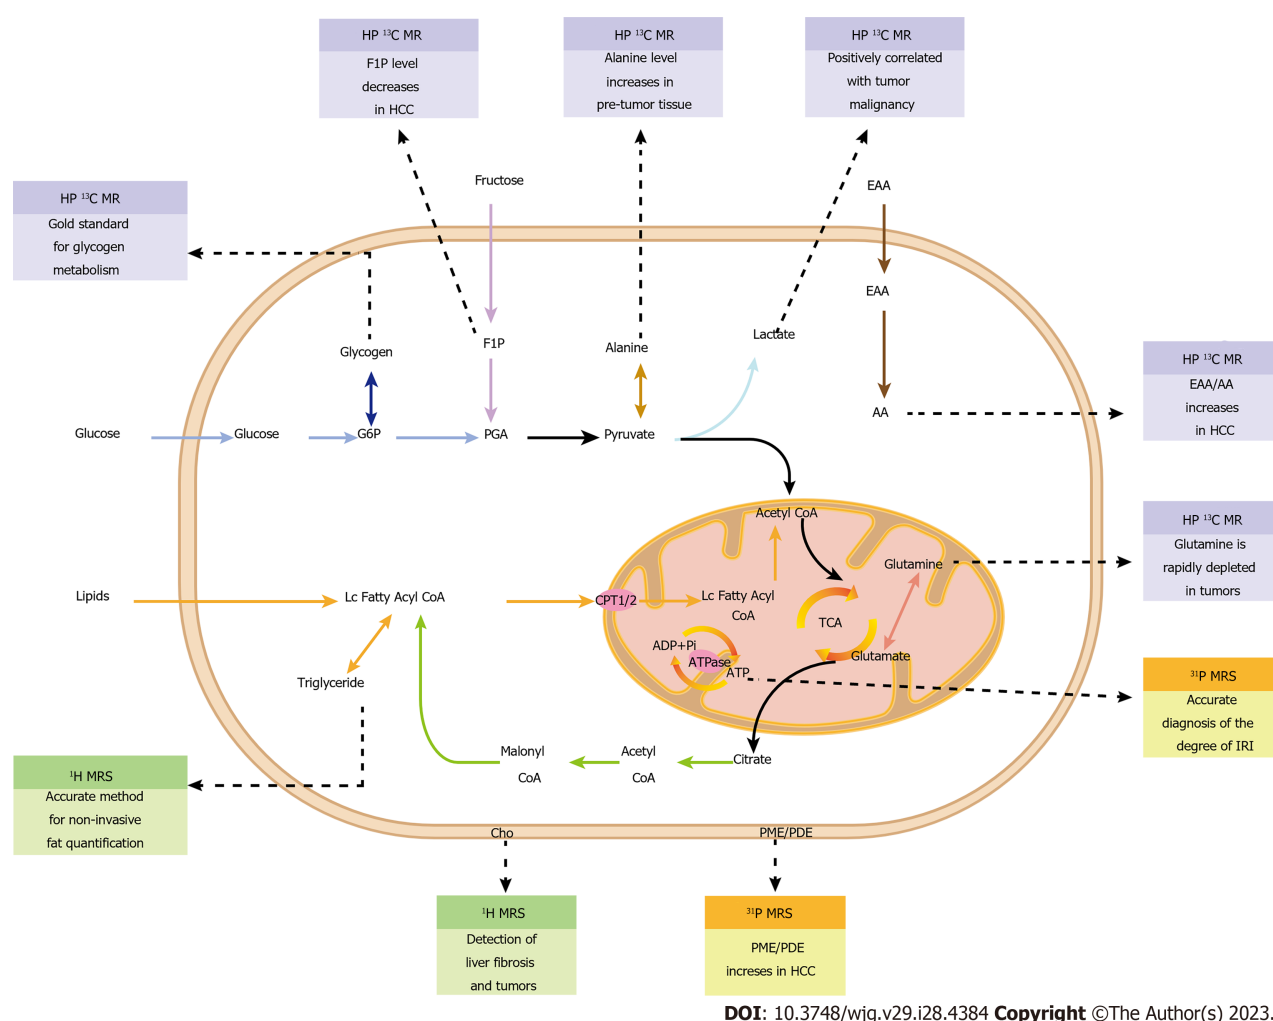 HP ¹³C MR
F1P level
decreases
in HCC
HP ¹³C MR
Alanine level
increases in
pre-tumor tissue
HP ¹³C MR
Positively correlated
with tumor
malignancy
HP ¹³C MR
Gold standard
for glycogen
metabolism
Fructose
EAA
EAA
Glycogen
F1P
Alanine
Lactate
AA
HP ¹³C MR
EAA/AA
increases
in HCC
Glucose
Glucose
G6P
PGA
Pyruvate
Acetyl CoA
HP ¹³C MR
Glutamine is
rapidly depleted
in tumors
Glutamine
Lipids
Lc Fatty Acyl CoA
CPT1/2
Lc Fatty Acyl
CoA
TCA
ADP+Pi
ATPase
ATP
Glutamate
³¹P MRS
Accurate
diagnosis of the
degree of IRI
Triglyceride
Malonyl
CoA
Acetyl
CoA
Citrate
¹H MRS
Accurate method
for non-invasive
fat quantification
Cho
PME/PDE
¹H MRS
Detection of
liver fibrosis
and tumors
³¹P MRS
PME/PDE
increses in HCC
DOI: 10.3748/wjg.v29.i28.4384 Copyright ©The Author(s) 2023.